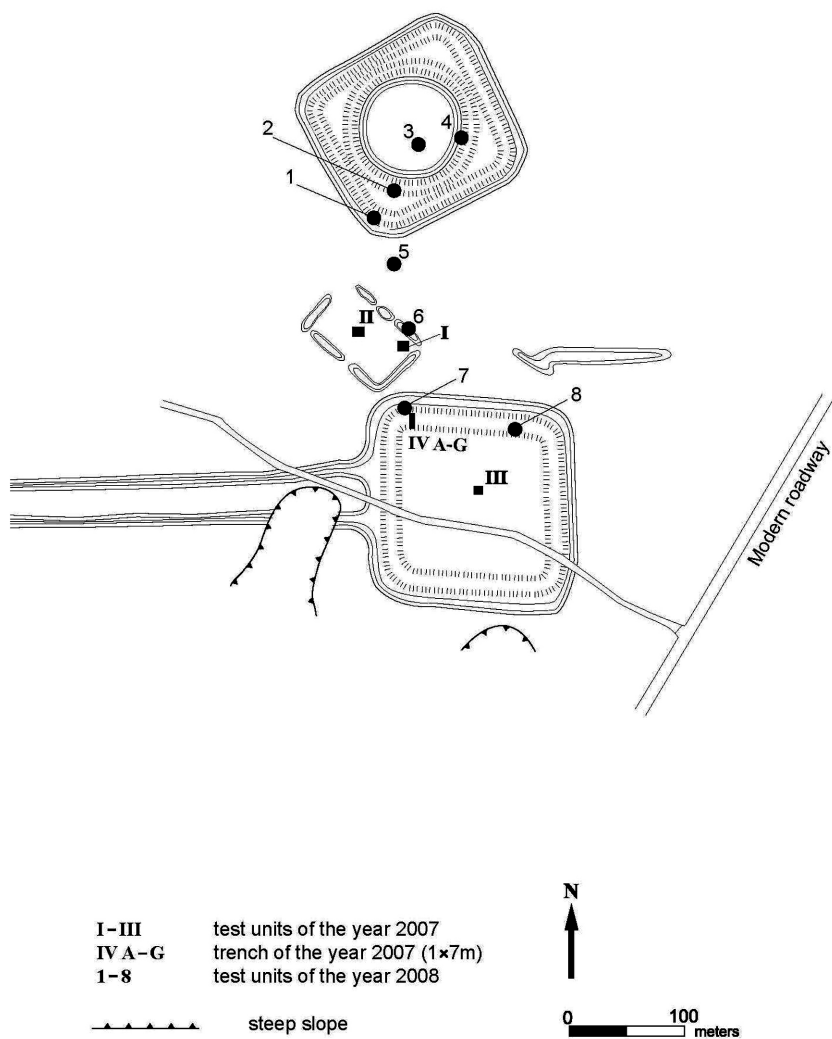 3
4
2
1
5
6
II
I
7
8
IV A-G
III
Modern roadway
N
I-III test units of the year 2007
IV A-G trench of the year 2007 (1×7m)
1-8 test units of the year 2008
steep slope
0 100
meters